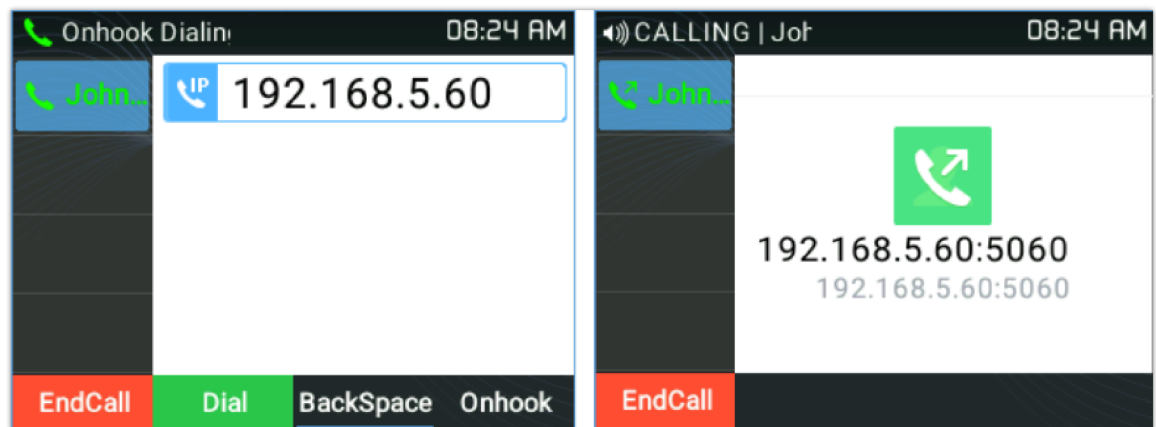 Onhook Dialin
08:24 AM
John...
IP
192.168.5.60
EndCall
Dial
BackSpace
Onhook
CALLING | Joh
08:24 AM
John...
192.168.5.60:5060
192.168.5.60:5060
EndCall